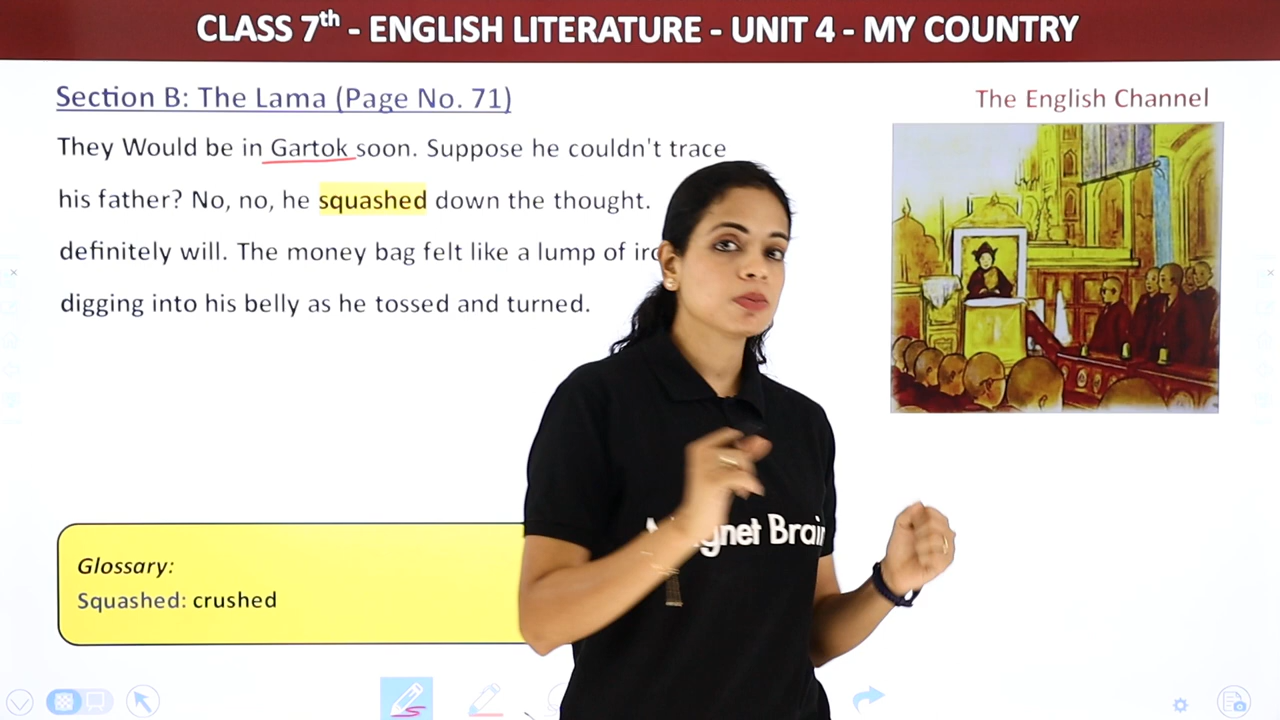 CLASS 7th - ENGLISH LITERATURE - UNIT 4 - MY COUNTRY
Section B: The Lama (Page No. 71)
The English Channel
They Would be in Gartok soon. Suppose he couldn't trace
his father? No, no, he squashed down the thought.
definitely will. The money bag felt like a lump of
digging into his belly as he tossed and turned.
Glossary:
Squashed: crushed